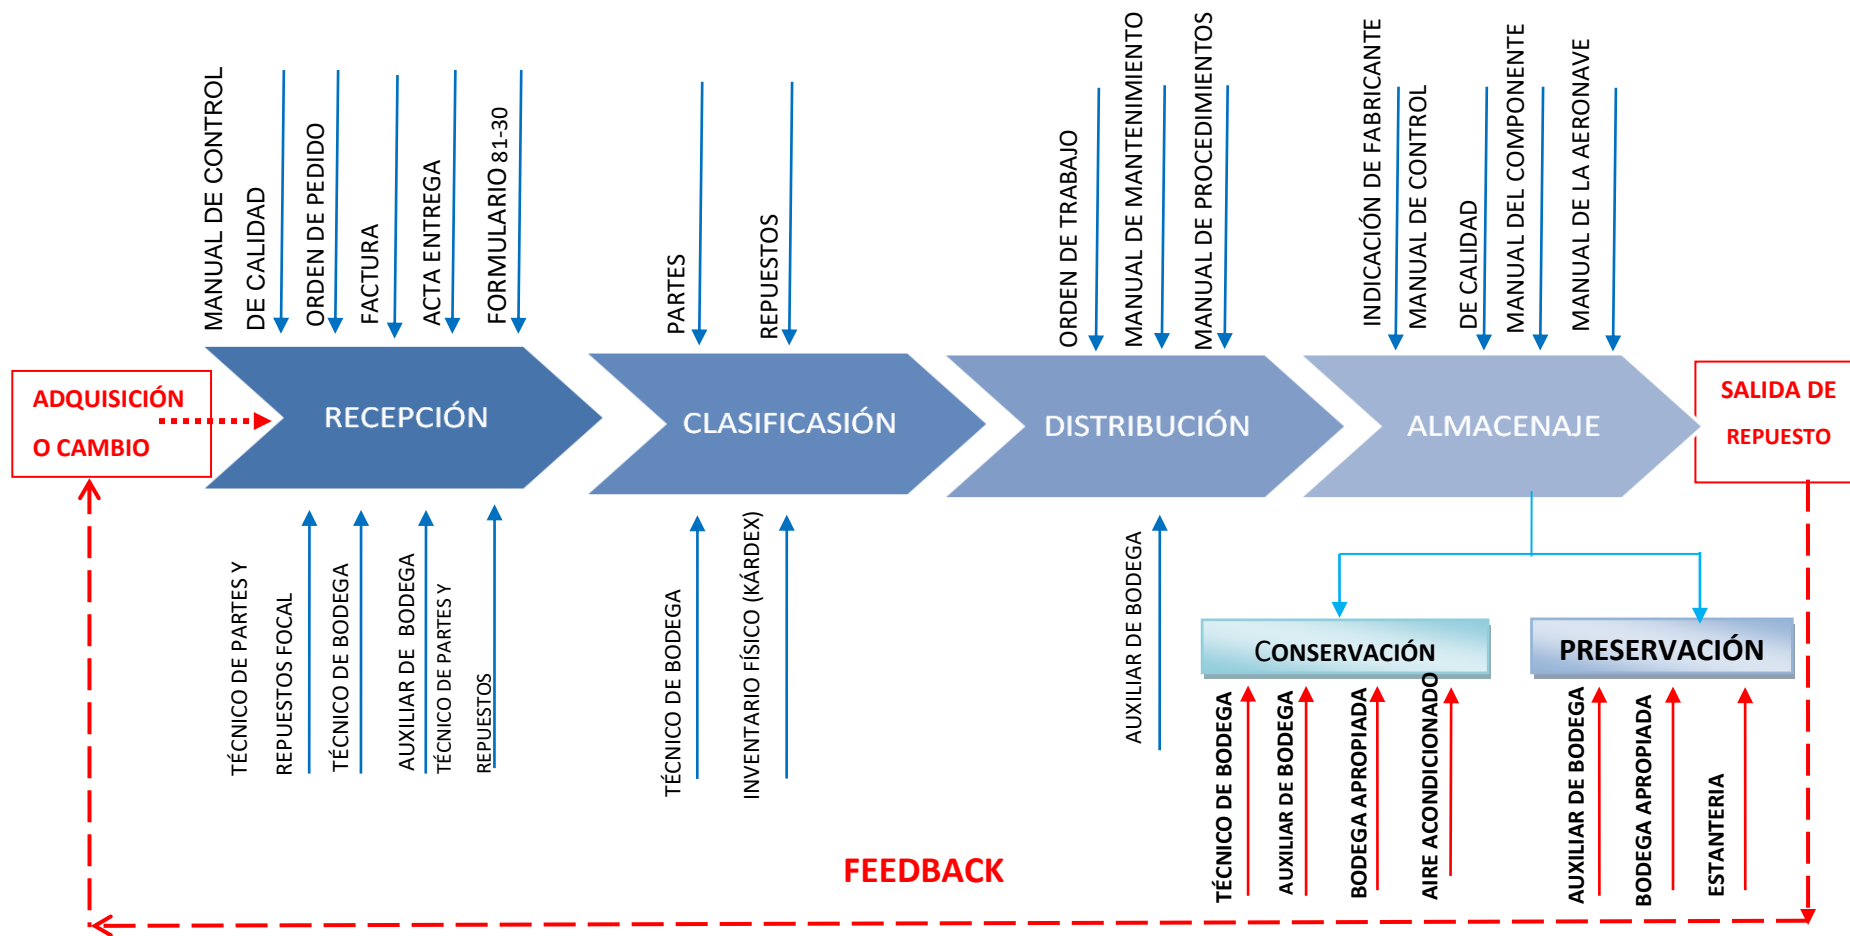 MANUAL DE CONTROL
DE CALIDAD
ORDEN DE PEDIDO
FACTURA
ACTA ENTREGA
FORMULARIO 81-30
PARTES
REPUESTOS
ORDEN DE TRABAJO
MANUAL DE MANTENIMIENTO
MANUAL DE PROCEDIMIENTOS
INDICACIÓN DE FABRICANTE
MANUAL DE CONTROL
DE CALIDAD
MANUAL DEL COMPONENTE
MANUAL DE LA AERONAVE
ADQUISICIÓN
O CAMBIO
RECEPCIÓN
CLASIFICASIÓN
DISTRIBUCIÓN
ALMACENAJE
SALIDA DE
REPUESTO
TÉCNICO DE PARTES Y
REPUESTOS FOCAL
TÉCNICO DE BODEGA
AUXILIAR DE BODEGA
TÉCNICO DE PARTES Y
REPUESTOS
TÉCNICO DE BODEGA
INVENTARIO FÍSICO (KÁRDEX)
AUXILIAR DE BODEGA
CONSERVACIÓN
PRESERVACIÓN
TÉCNICO DE BODEGA
AUXILIAR DE BODEGA
BODEGA APROPIADA
AIRE ACONDICIONADO
AUXILIAR DE BODEGA
BODEGA APROPIADA
ESTANTERIA
FEEDBACK